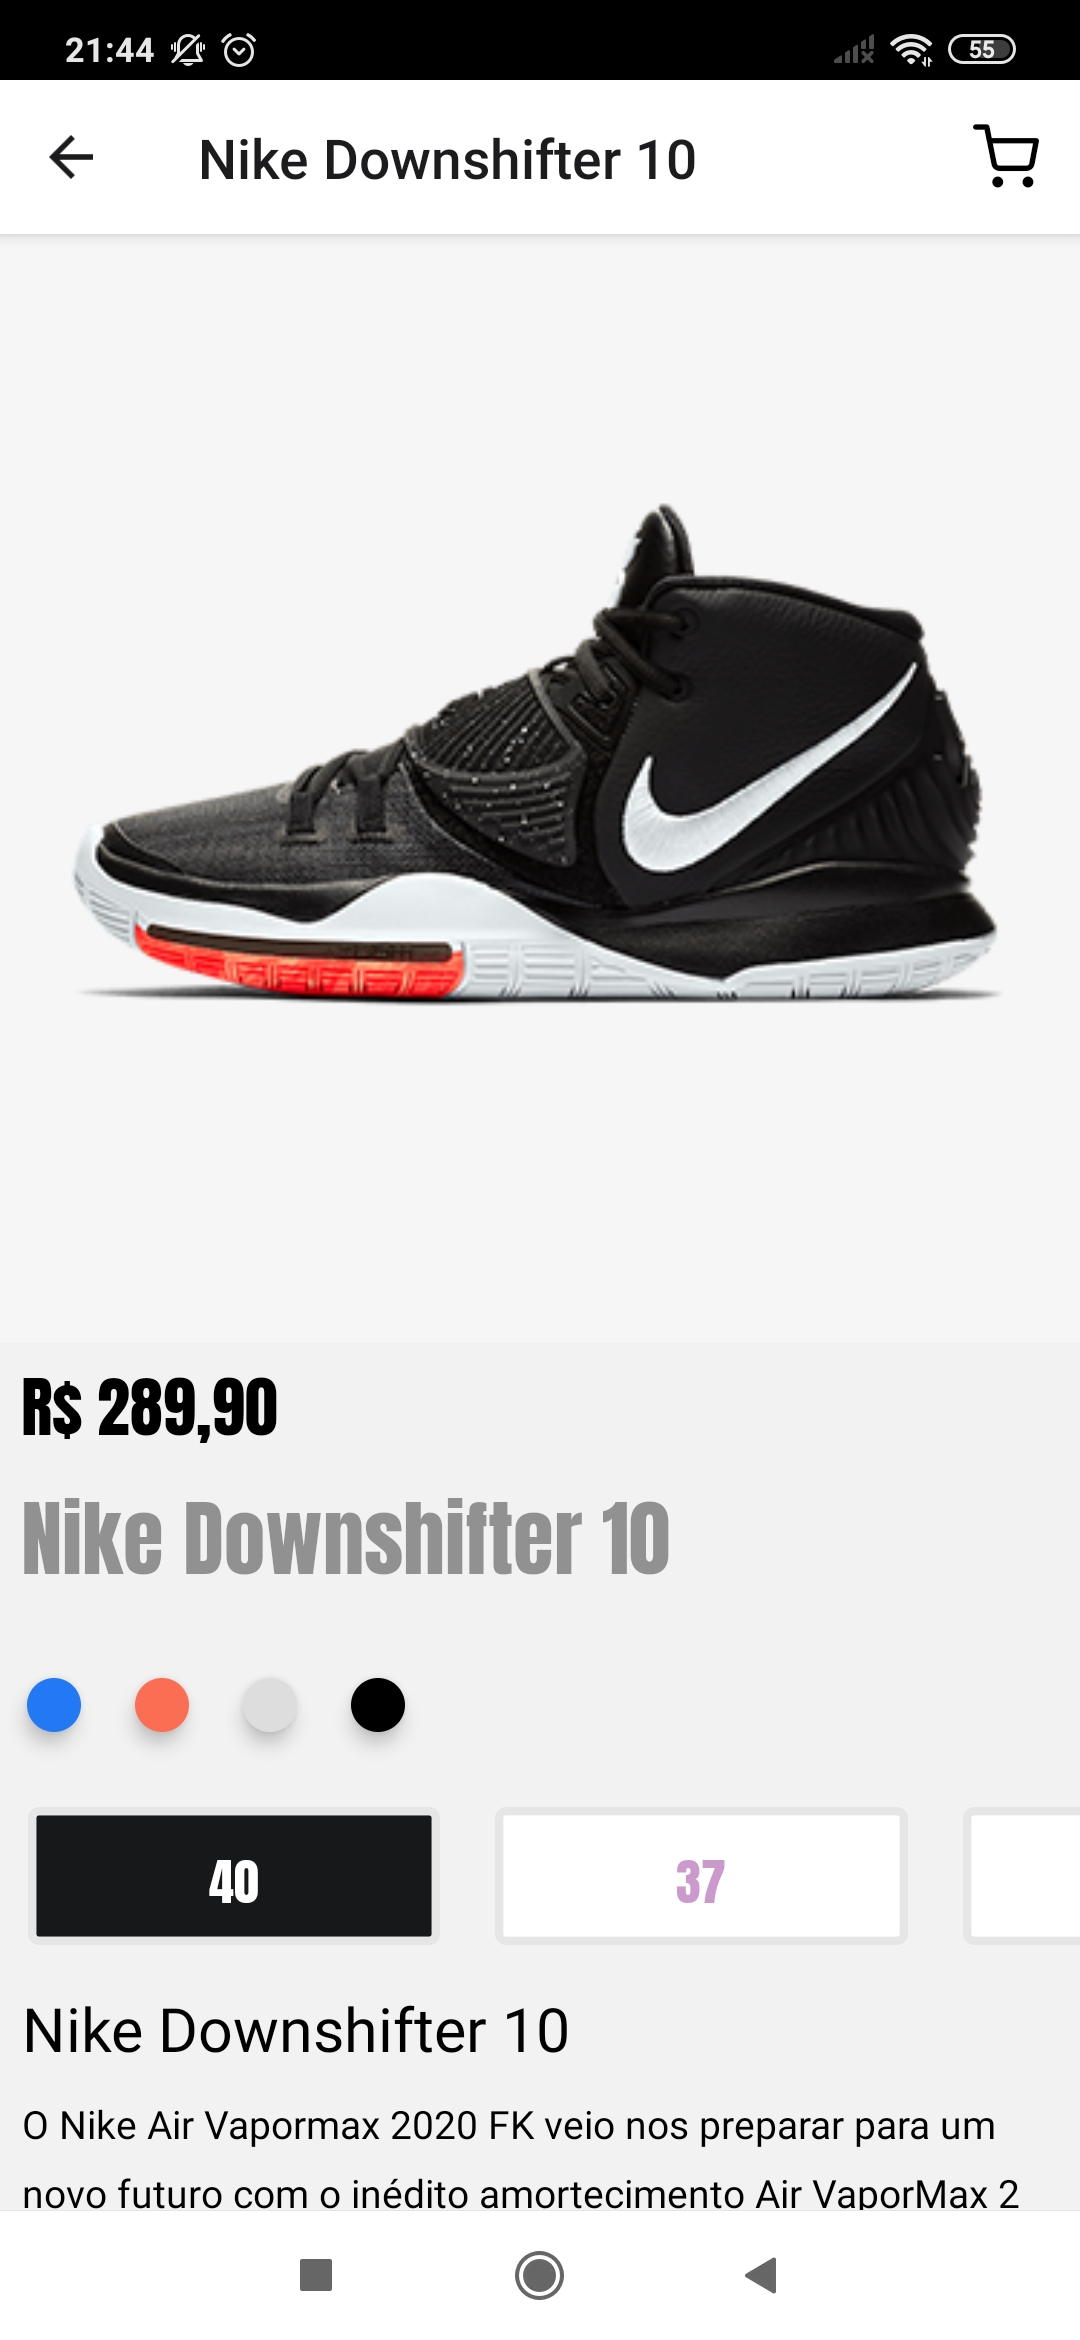 21:44
55
Nike Downshifter 10
R$ 289,90
Nike Downshifter 10
40
37
Nike Downshifter 10
O Nike Air Vapormax 2020 FK veio nos preparar para um
novo futuro com o inédito amortecimento Air VaporMax 2